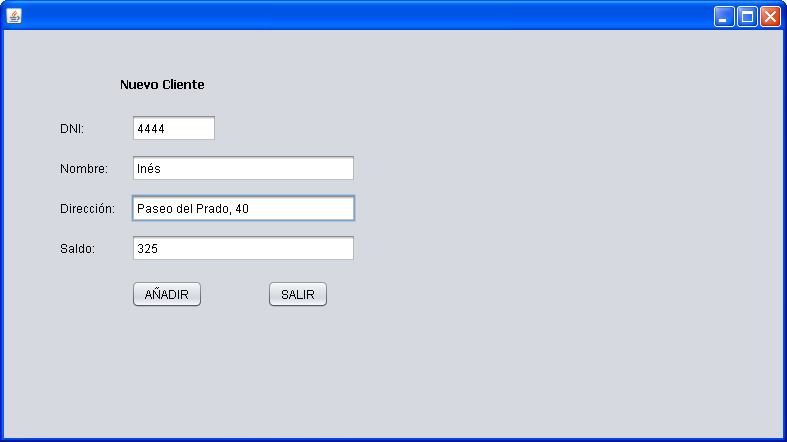 Nuevo Cliente
DNI: 4444
Nombre: Inés
Dirección: Paseo del Prado, 40
Saldo: 325
AÑADIR SALIR